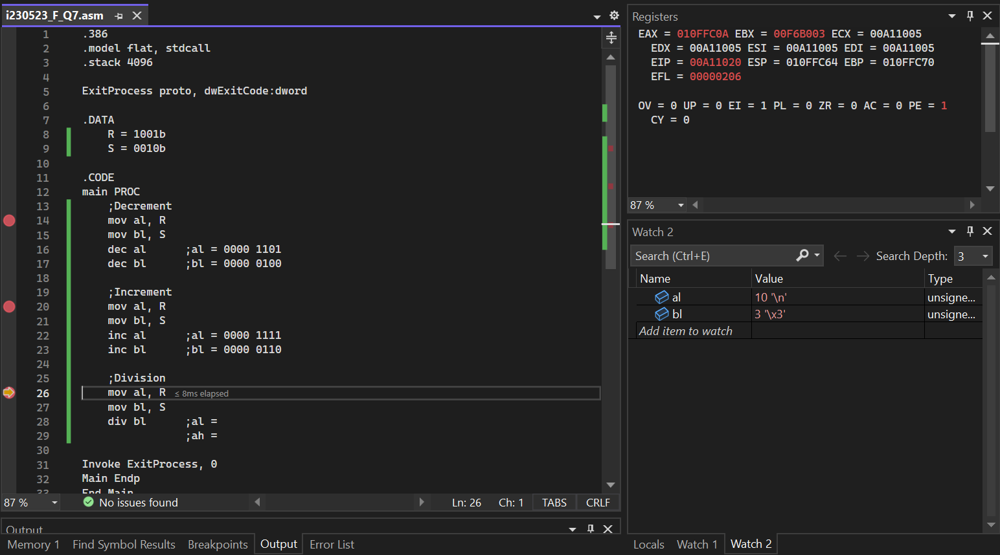 i230523_F_Q7.asm
1 .386
2 .model flat, stdcall
3 .stack 4096
4
5 ExitProcess proto, dwExitCode:dword
6
7 .DATA
8 R = 1001b
9 S = 0010b
10
11 .CODE
12 main PROC
13 ;Decrement
14 mov al, R
15 mov bl, S
16 dec al ;al = 0000 1101
17 dec bl ;bl = 0000 0100
18
19 ;Increment
20 mov al, R
21 mov bl, S
22 inc al ;al = 0000 1111
23 inc bl ;bl = 0000 0110
24
25 ;Division
26 mov al, R ≤ 8ms elapsed
27 mov bl, S
28 div bl ;al =
29 ;ah =
30
31 Invoke ExitProcess, 0
32 Main Endp
33 End Main
87 % No issues found Ln: 26 Ch: 1 TABS CRLF
Output
Memory 1 Find Symbol Results Breakpoints Output Error List
Registers
EAX = 010FFC0A EBX = 00F6B003 ECX = 00A11005
EDX = 00A11005 ESI = 00A11005 EDI = 00A11005
EIP = 00A11020 ESP = 010FFC64 EBP = 010FFC70
EFL = 00000206
OV = 0 UP = 0 EI = 1 PL = 0 ZR = 0 AC = 0 PE = 1
CY = 0
87 %
Watch 2
Search (Ctrl+E) Search Depth: 3
Name Value Type
al 10 '\n' unsigne...
bl 3 '\x3' unsigne...
Add item to watch
Locals Watch 1 Watch 2